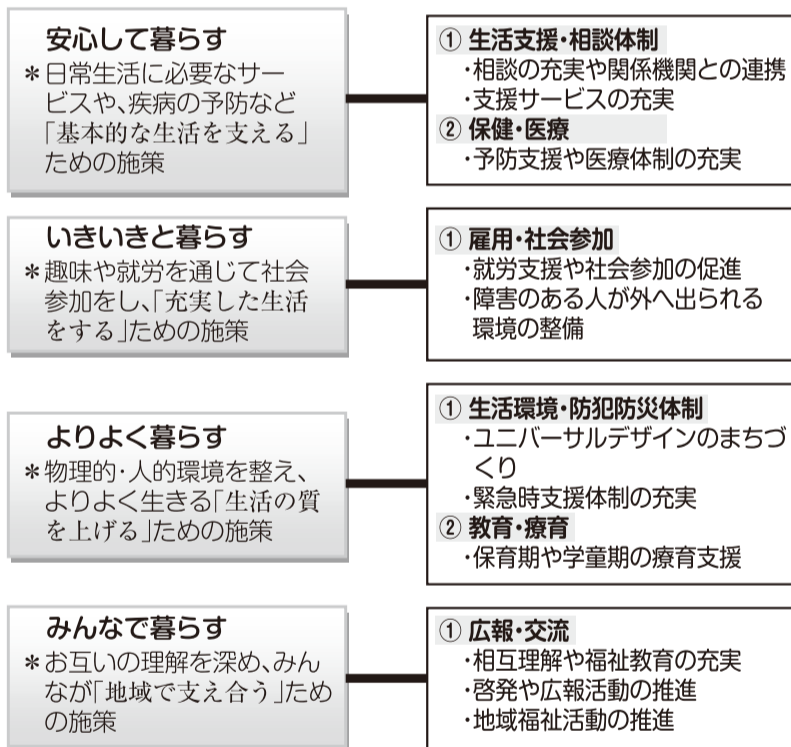 安心して暮らす
＊日常生活に必要なサー
ビスや、疾病の予防など
「基本的な生活を支える」
ための施策
① 生活支援・相談体制
・相談の充実や関係機関との連携
・支援サービスの充実
② 保健・医療
・予防支援や医療体制の充実
いきいきと暮らす
＊趣味や就労を通じて社会
参加をし、「充実した生活
をする」ための施策
① 雇用・社会参加
・就労支援や社会参加の促進
・障害のある人が外へ出られる
環境の整備
よりよく暮らす
＊物理的・人的環境を整え、
よりよく生きる「生活の質
を上げる」ための施策
① 生活環境・防犯防災体制
・ユニバーサルデザインのまちづ
くり
・緊急時支援体制の充実
② 教育・療育
・保育期や学童期の療育支援
みんなで暮らす
＊お互いの理解を深め、みん
なが「地域で支え合う」ため
の施策
① 広報・交流
・相互理解や福祉教育の充実
・啓発や広報活動の推進
・地域福祉活動の推進